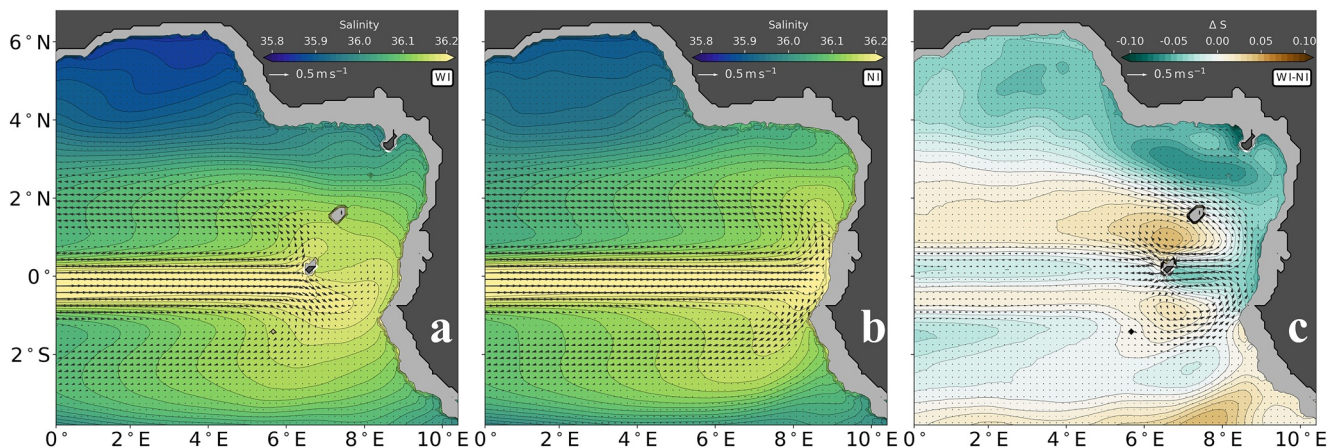 Salinity
35.8 35.9 36.0 36.1 36.2
0.5 m s⁻¹
WI
6°N
4°N
2°N
0°
2°S
a
0° 2°E 4°E 6°E 8°E 10°E
Salinity
35.8 35.9 36.0 36.1 36.2
0.5 m s⁻¹
NI
b
0° 2°E 4°E 6°E 8°E 10°E
Δ S
-0.10 -0.05 0.00 0.05 0.10
0.5 m s⁻¹
WI-NI
c
0° 2°E 4°E 6°E 8°E 10°E